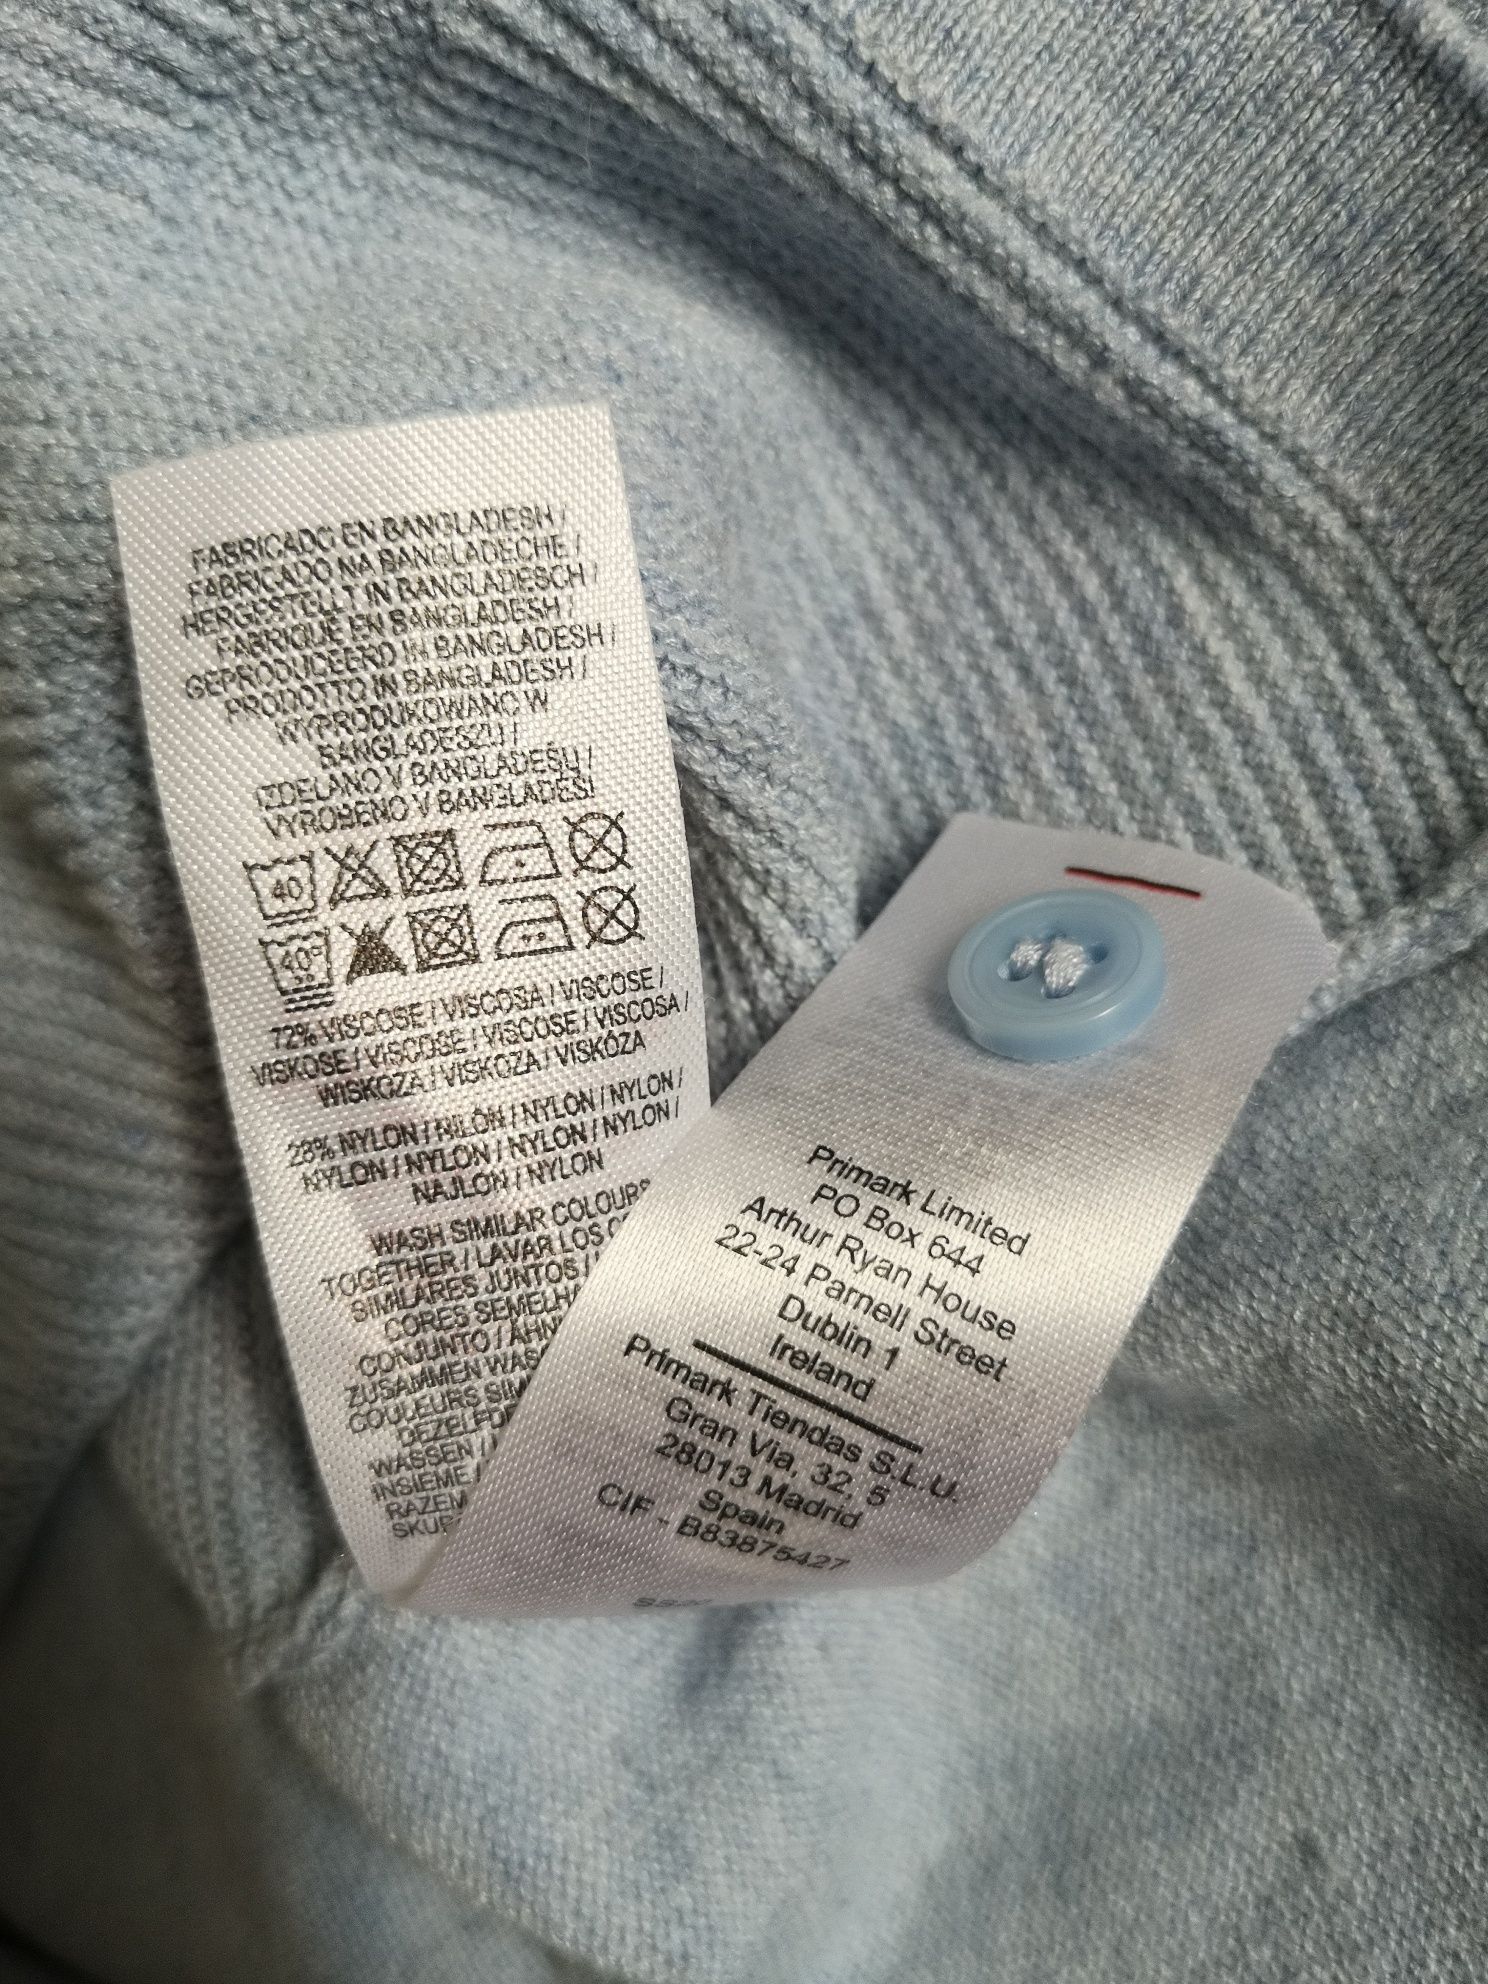 FABRICADO EN BANGLADESH /
FABRICADO NA BANGLADECHE /
HERGESTELLT IN BANGLADESCH /
FABRIQUÉ EN BANGLADESH /
GEPRODUCEERD IN BANGLADESH /
PRODOTTO IN BANGLADESH /
WYPRODUKOWANO W
BANGLADESZU /
IZDELANO V BANGLADEŠU /
VYROBENO V BANGLADÉŠI
40
40°
72% VISCOSE / VISCOSA / VISCOSE /
VISKOSE / VISCOSE / VISCOSE / VISCOSA /
WISKOZA / VISKOZA / VISKÓZA
28% NYLON / NILÓN / NYLON / NYLON /
NYLON / NYLON / NYLON / NYLON /
NAJLON / NYLON
WASH SIMILAR COLOURS
TOGETHER / LAVAR LOS
SIMILARES JUNTOS /
CORES
CONJUNTO /
ZUSAMMEN
COULEURS
WASSEN /
INSIEME /
RAZEM
Primark Limited
PO Box 644
Arthur Ryan House
22-24 Parnell Street
Dublin 1
Ireland
Primark Tiendas S.L.U.
Gran Via, 32, 5
28013 Madrid
Spain
CIF - B83875427